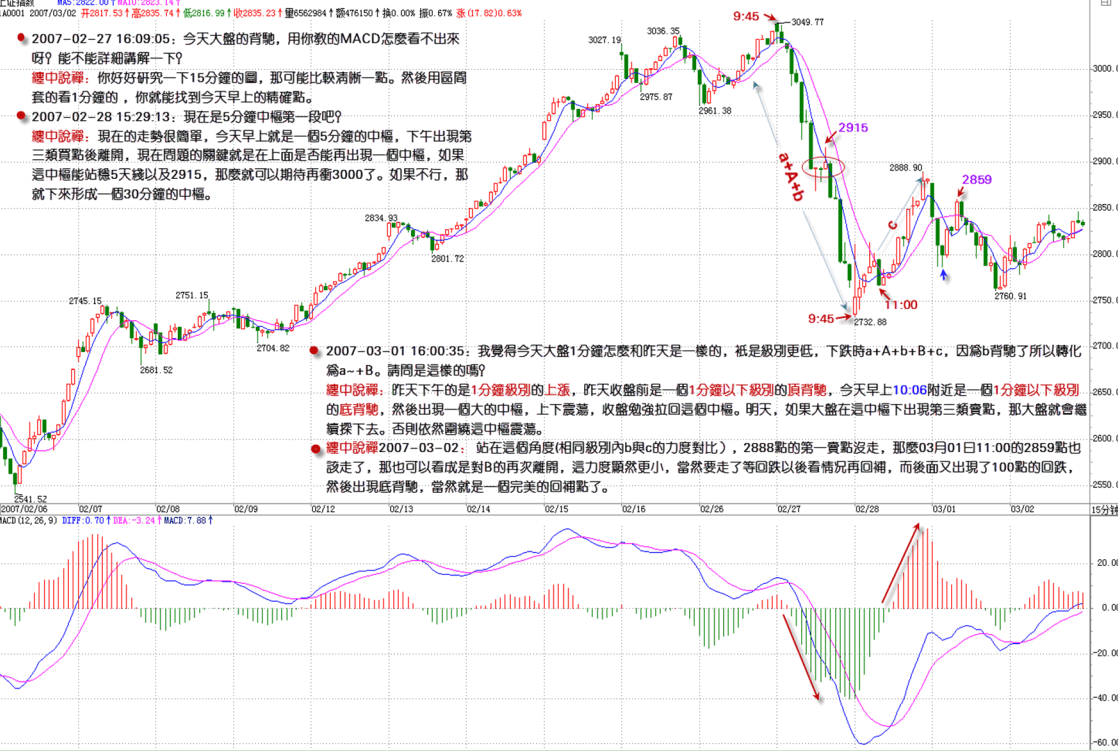 上证指数 MA5:2822.00↑ MA10:2823.14↑
1A0001 2007/03/02 开2817.53↑高2835.74↑低2816.99↑收2835.23↑量6562984↑额476150↑换0.00% 振0.67% 涨(17.82)0.63%
2007-02-27 16:09:05：今天大盤的背馳，用你教的MACD怎麼看不出來
呀？能不能詳細講解一下？
纏中說禪：你好好研究一下15分鐘的圖，那可能比較清晰一點。然後用區間
套的看1分鐘的，你就能找到今天早上的精確點。
2007-02-28 15:29:13：現在是5分鐘中樞第一段吧？
纏中說禪：現在的走勢很簡單，今天早上就是一個5分鐘的中樞，下午出現第
三類買點後離開，現在問題的關鍵就是在上面是否能再出現一個中樞，如果
這中樞能站穩5天綫以及2915，那麼就可以期待再衝3000了。如果不行，那
就下來形成一個30分鐘的中樞。
9:45
3049.77
3036.35
3027.19
2975.87
2961.38
2915
a+A+b
2888.90
2859
c
11:00
9:45
2732.88
2760.91
2834.93
2801.72
2745.15
2751.15
2704.82
2681.52
2541.52
3000.0
2950.0
2900.0
2850.0
2800.0
2750.0
2700.0
2650.0
2600.0
2550.0
2007-03-01 16:00:35：我覺得今天大盤1分鐘怎麼和昨天是一樣的，祗是級別更低，下跌時a+A+b+B+c，因爲b背馳了所以轉化
爲a~+B。請問是這樣的嗎？
纏中說禪：昨天下午的是1分鐘級別的上漲，昨天收盤前是一個1分鐘以下級別的頂背馳，今天早上10:06附近是一個1分鐘以下級別
的底背馳，然後出現一個大的中樞，上下震蕩，收盤勉強拉回這個中樞。明天，如果大盤在這中樞下出現第三類賣點，那大盤就會繼
續探下去。否則依然圍繞這中樞震蕩。
纏中說禪2007-03-02： 站在這個角度(相同級別內b與c的力度對比），2888點的第一賣點沒走，那麼03月01日11:00的2859點也
該走了，那也可以看成是對B的再次離開，這力度顯然更小，當然要走了等回跌以後看情況再回補，而後面又出現了100點的回跌，
然後出現底背馳，當然就是一個完美的回補點了。
2007/02/06 02/07 02/08 02/09 02/12 02/13 02/14 02/15 02/16 02/26 02/27 02/28 03/01 03/02 15分钟
MACD(12,26,9) DIFF:0.70↑ DEA:-3.24↑ MACD:7.88↑
20.00
0.00
-20.00
-40.00
-60.00